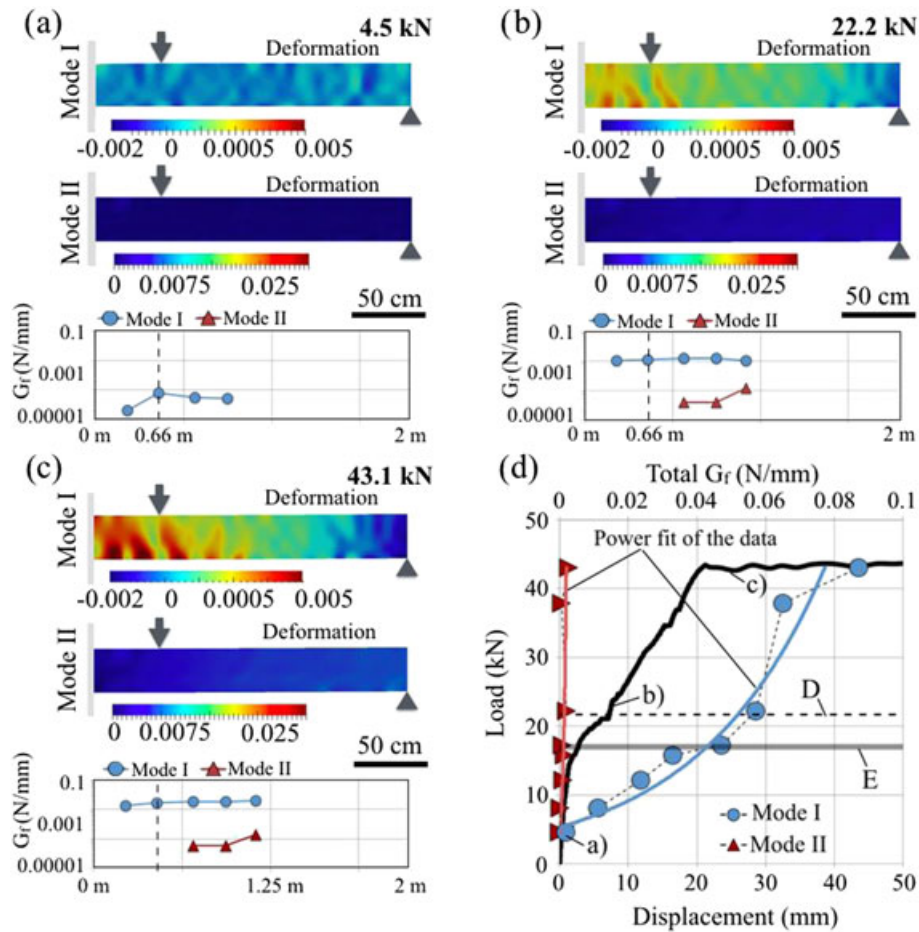 (a)
4.5 kN
Deformation
Mode I
-0.002 0 0.0005 0.005
Deformation
Mode II
0 0.0075 0.025
50 cm
Mode I Mode II
Gf (N/mm)
0.1
0.001
0.00001
0 m 0.66 m 2 m
(b)
22.2 kN
Deformation
Mode I
-0.002 0 0.0005 0.005
Deformation
Mode II
0 0.0075 0.025
50 cm
Mode I Mode II
Gf (N/mm)
0.1
0.001
0.00001
0 m 0.66 m 2 m
(c)
43.1 kN
Deformation
Mode I
-0.002 0 0.0005 0.005
Deformation
Mode II
0 0.0075 0.025
50 cm
Mode I Mode II
Gf (N/mm)
0.1
0.001
0.00001
0 m 1.25 m 2 m
(d)
Total Gf (N/mm)
0 0.02 0.04 0.06 0.08 0.1
50
Power fit of the data
40
c)
30
Load (kN)
b)
D
20
E
10
Mode I
a)
Mode II
0
0 10 20 30 40 50
Displacement (mm)